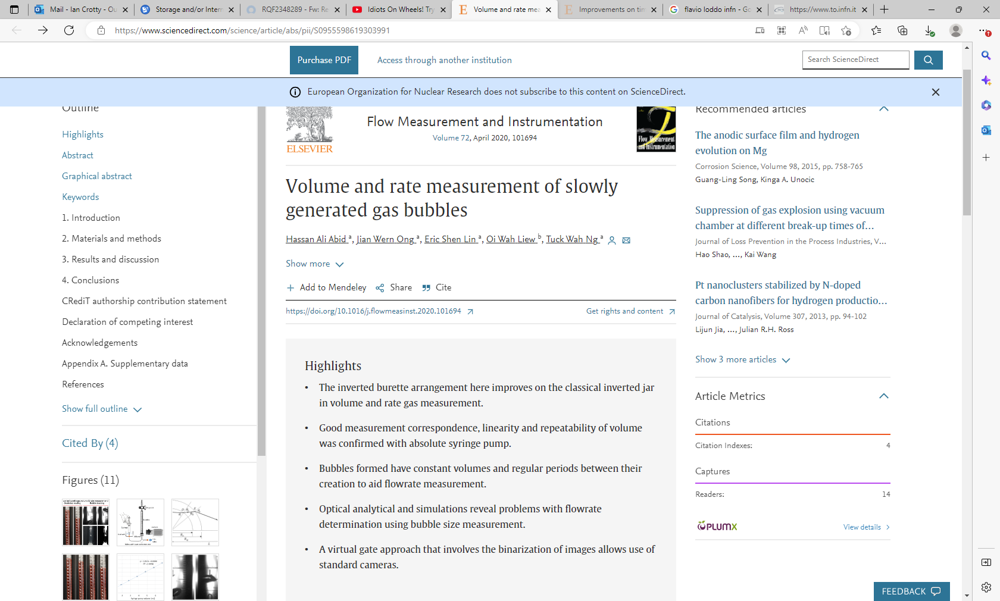 Mail - Ian Crotty - Ou
Storage and/or Intern
RQF2348289 - Fw: Re
Idiots On Wheels! Try
Volume and rate mea
Improvements on tim
flavio loddo infn - Go
https://www.to.infn.it
https://www.sciencedirect.com/science/article/abs/pii/S0955598619303991
Purchase PDF
Access through another institution
Search ScienceDirect
European Organization for Nuclear Research does not subscribe to this content on ScienceDirect.
Outline
Highlights
Abstract
Graphical abstract
Keywords
1. Introduction
2. Materials and methods
3. Results and discussion
4. Conclusions
CRediT authorship contribution statement
Declaration of competing interest
Acknowledgements
Appendix A. Supplementary data
References
Show full outline
Cited By (4)
Figures (11)
ELSEVIER
Flow Measurement and Instrumentation
Volume 72, April 2020, 101694
Flow Measurement
and Instrumentation
Volume and rate measurement of slowly
generated gas bubbles
Hassan Ali Abid a, Jian Wern Ong a, Eric Shen Lin a, Oi Wah Liew b, Tuck Wah Ng a
Show more
Add to Mendeley
Share
Cite
https://doi.org/10.1016/j.flowmeasinst.2020.101694
Get rights and content
Highlights
• The inverted burette arrangement here improves on the classical inverted jar
in volume and rate gas measurement.
• Good measurement correspondence, linearity and repeatability of volume
was confirmed with absolute syringe pump.
• Bubbles formed have constant volumes and regular periods between their
creation to aid flowrate measurement.
• Optical analytical and simulations reveal problems with flowrate
determination using bubble size measurement.
• A virtual gate approach that involves the binarization of images allows use of
standard cameras.
Recommended articles
The anodic surface film and hydrogen
evolution on Mg
Corrosion Science, Volume 98, 2015, pp. 758-765
Guang-Ling Song, Kinga A. Unocic
Suppression of gas explosion using vacuum
chamber at different break-up times of…
Journal of Loss Prevention in the Process Industries, V…
Hao Shao, …, Kai Wang
Pt nanoclusters stabilized by N-doped
carbon nanofibers for hydrogen productio…
Journal of Catalysis, Volume 307, 2013, pp. 94-102
Lijun Jia, …, Julian R.H. Ross
Show 3 more articles
Article Metrics
Citations
Citation Indexes: 4
Captures
Readers: 14
PLUMX
View details
FEEDBACK